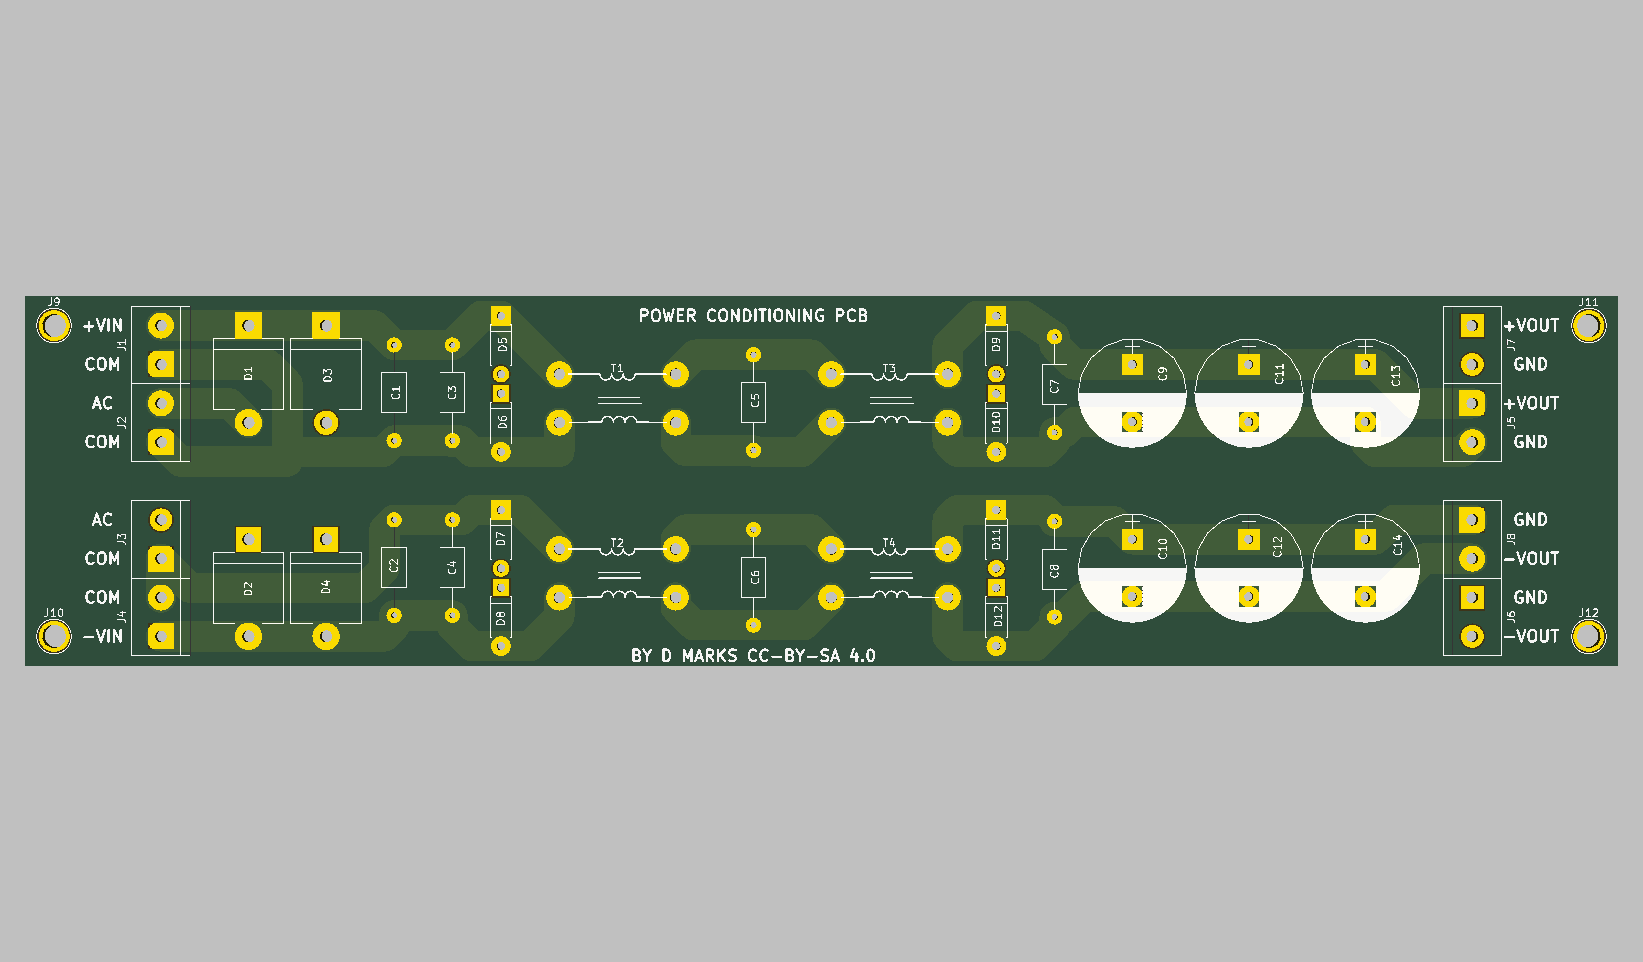 J9
J11
POWER CONDITIONING PCB
+VIN
J1
COM
AC
J2
COM
D1
D3
C1
C3
D5
D6
T1
C5
T3
D9
D10
C7
C9
C11
C13
+VOUT
J7
GND
+VOUT
J5
GND
AC
J3
COM
COM
J4
-VIN
J10
D2
D4
C2
C4
D7
D8
T2
C6
T4
D11
D12
C8
C10
C12
C14
GND
J8
-VOUT
GND
J6
-VOUT
J12
BY D MARKS CC-BY-SA 4.0